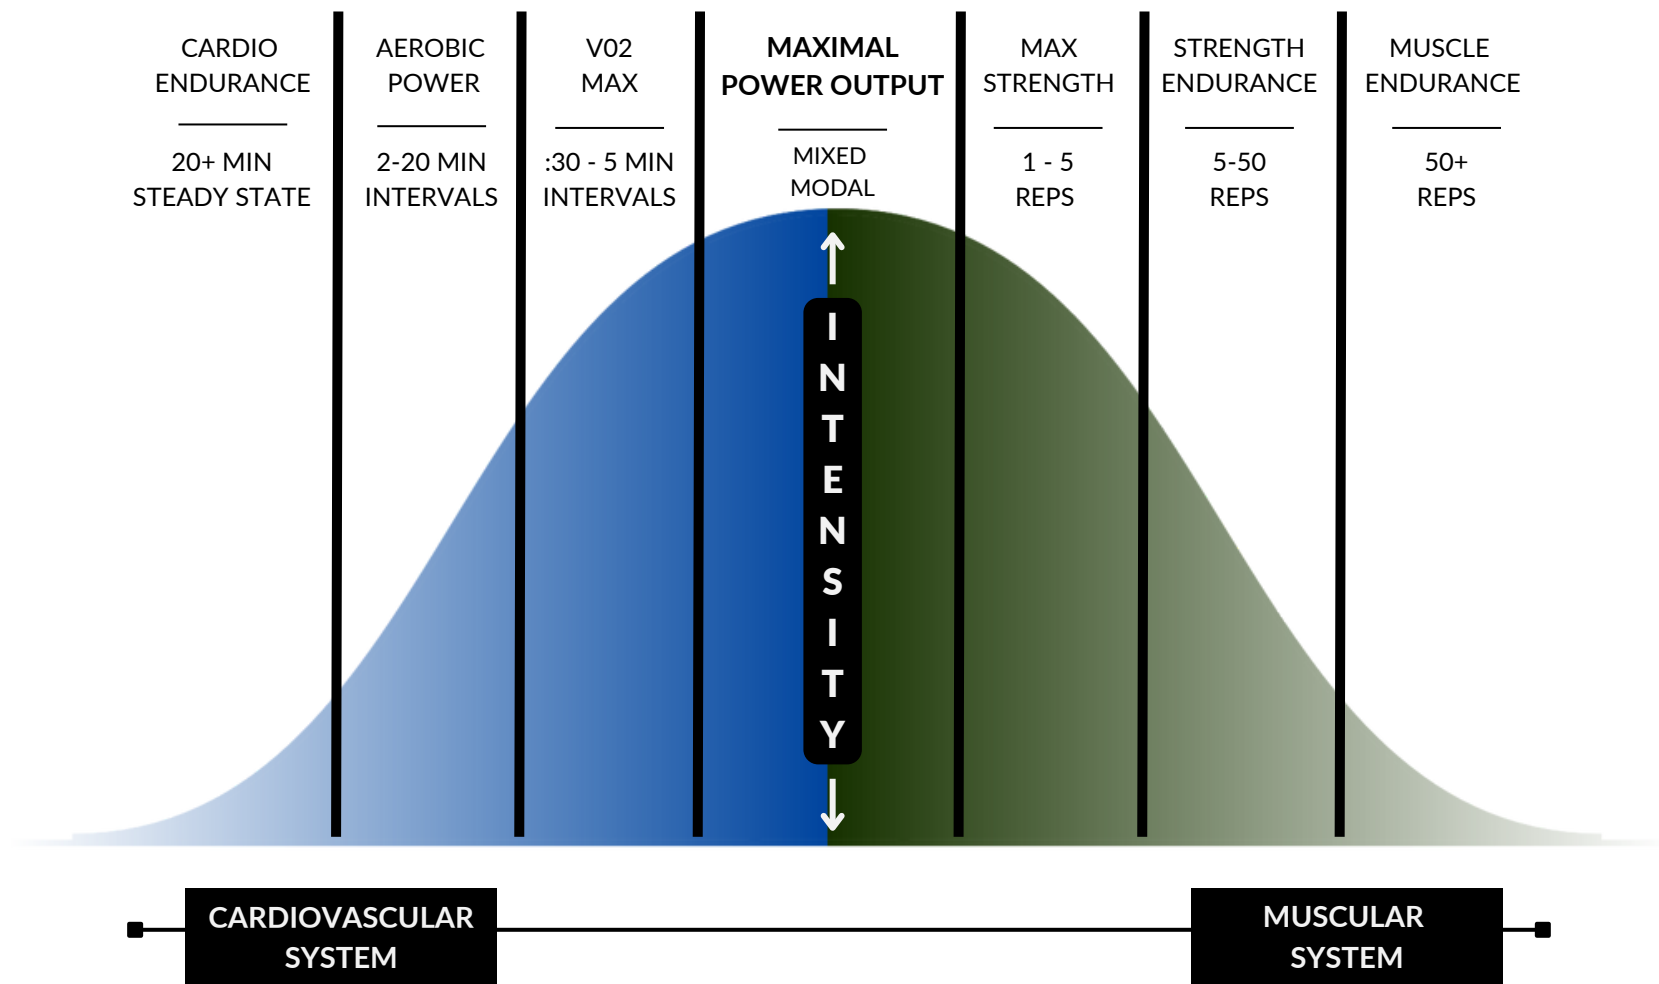 CARDIO
ENDURANCE
20+ MIN
STEADY STATE
AEROBIC
POWER
2-20 MIN
INTERVALS
V02
MAX
:30 - 5 MIN
INTERVALS
MAXIMAL
POWER OUTPUT
MIXED
MODAL
MAX
STRENGTH
1 - 5
REPS
STRENGTH
ENDURANCE
5-50
REPS
MUSCLE
ENDURANCE
50+
REPS
INTENSITY
CARDIOVASCULAR
SYSTEM
MUSCULAR
SYSTEM